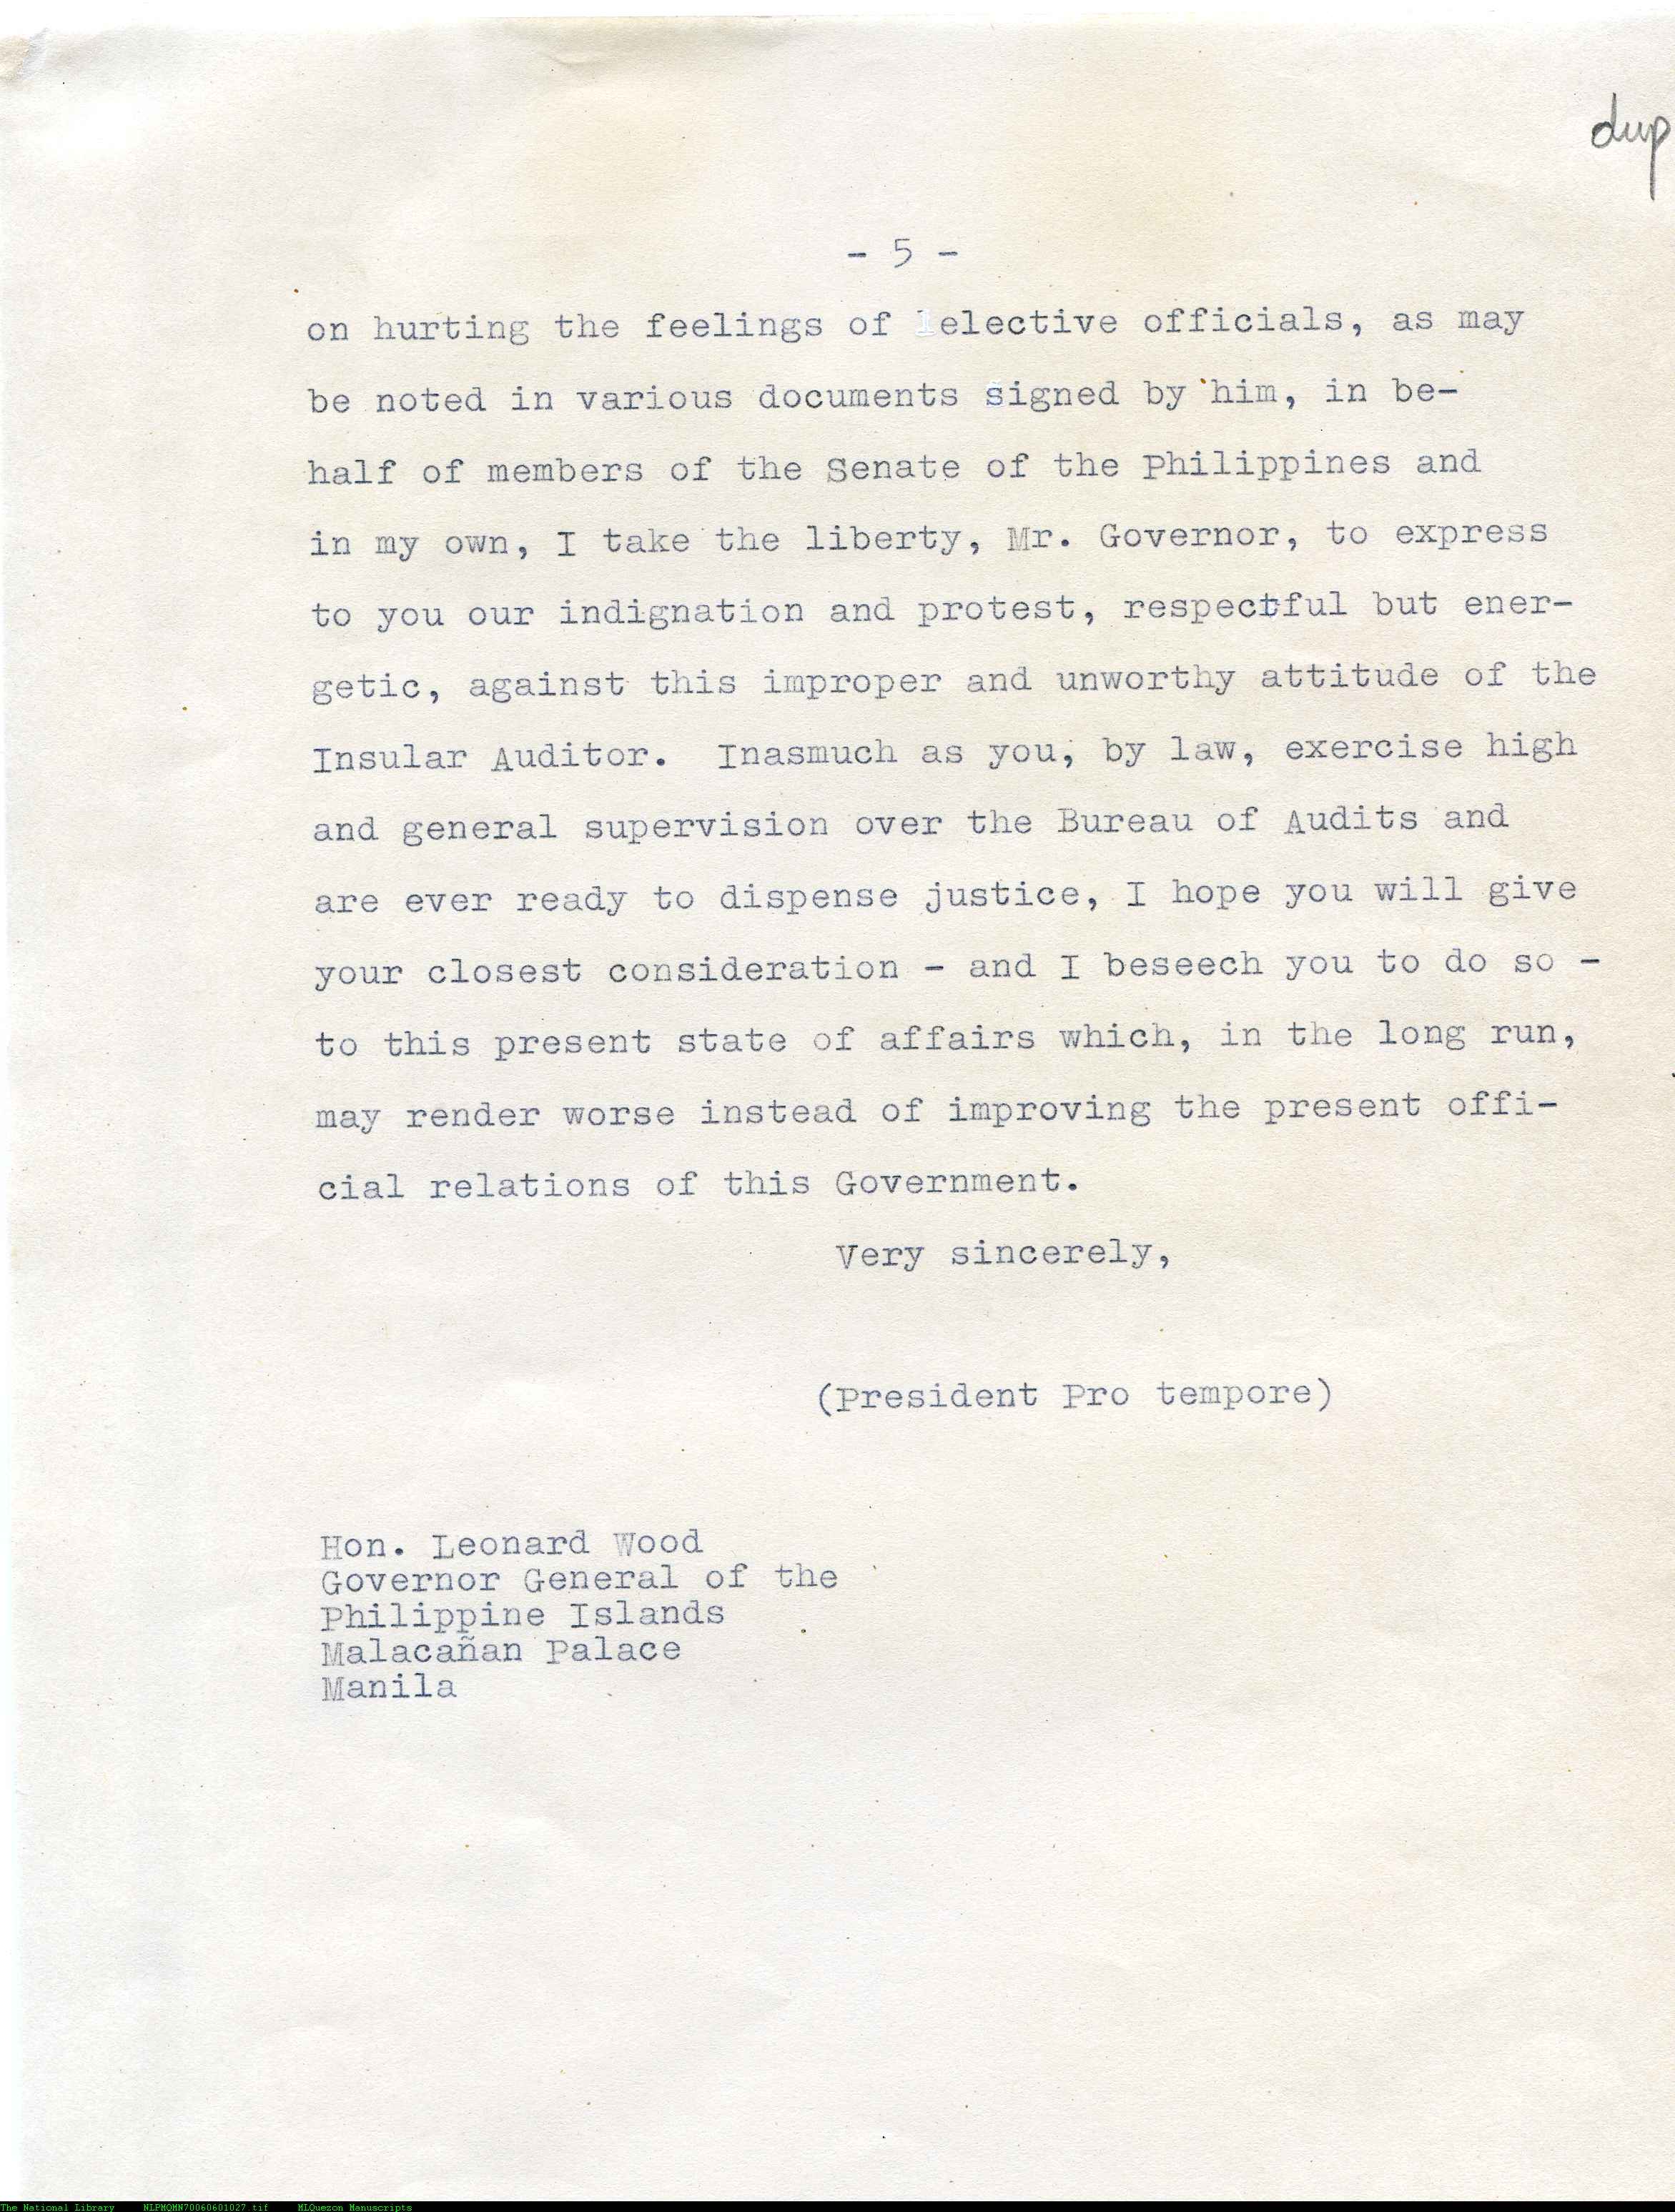 dup
- 5 -
on hurting the feelings of elective officials, as may
be noted in various documents signed by him, in be-
half of members of the Senate of the Philippines and
in my own, I take the liberty, Mr. Governor, to express
to you our indignation and protest, respectful but ener-
getic, against this improper and unworthy attitude of the
Insular Auditor. Inasmuch as you, by law, exercise high
and general supervision over the Bureau of Audits and
are ever ready to dispense justice, I hope you will give
your closest consideration - and I beseech you to do so -
to this present state of affairs which, in the long run,
may render worse instead of improving the present offi-
cial relations of this Government.
Very sincerely,
(President Pro tempore)
Hon. Leonard Wood
Governor General of the
Philippine Islands
Malacañan Palace
Manila
The National Library NLPMQMN70060601027.tif MLQuezon Manuscripts